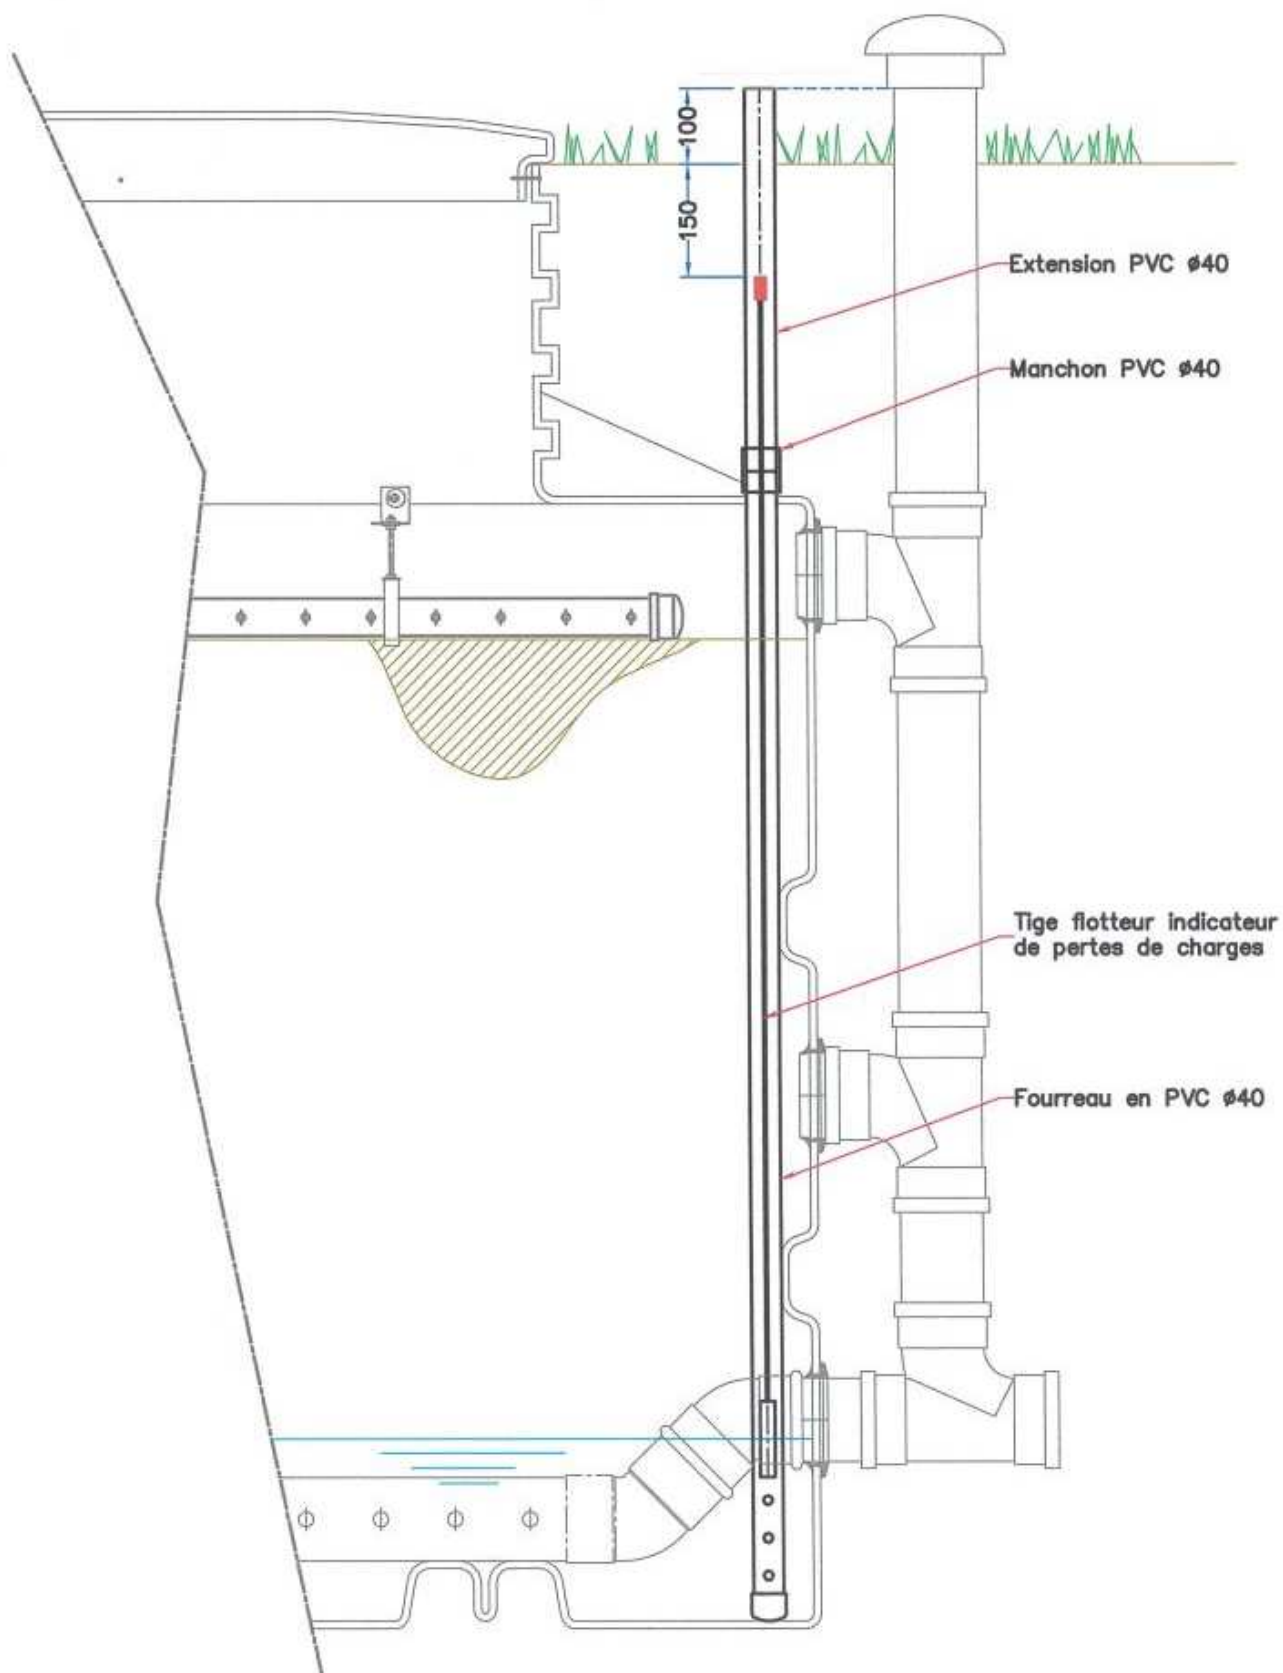 100
150
Extension PVC ø40
Manchon PVC ø40
Tige flotteur indicateur
de pertes de charges
Fourreau en PVC ø40